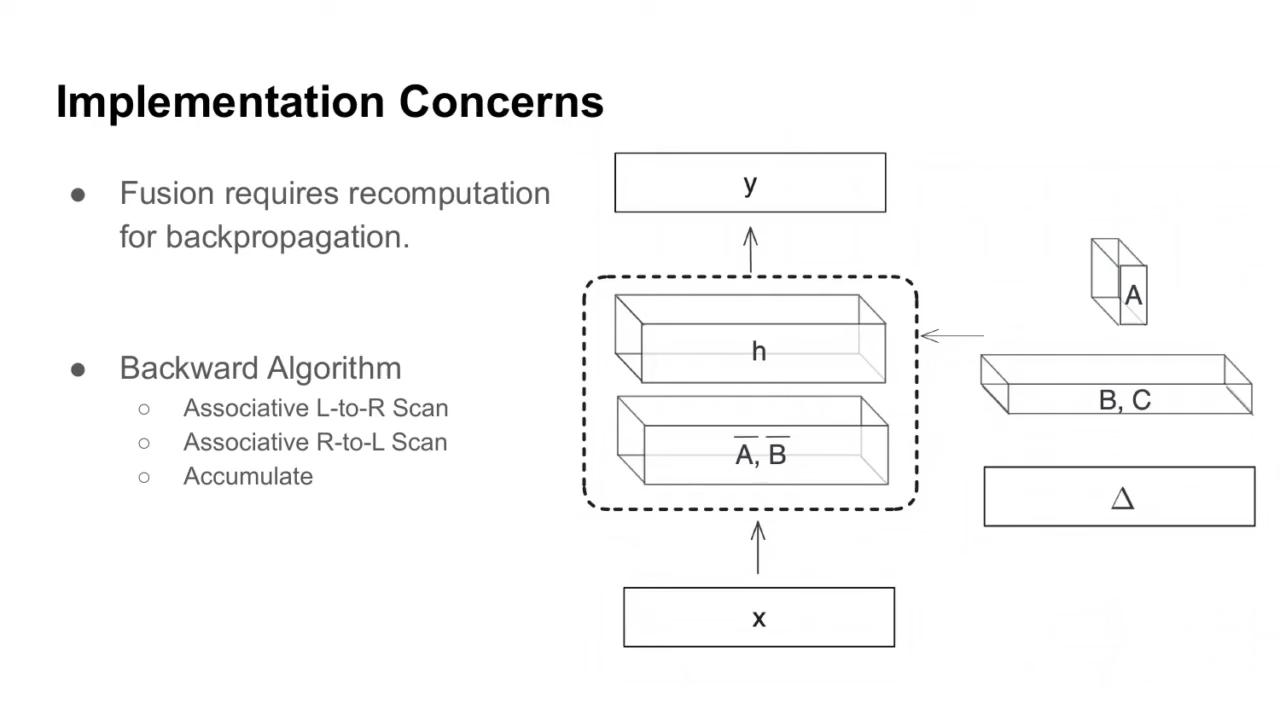 Implementation Concerns
● Fusion requires recomputation
for backpropagation.
● Backward Algorithm
○ Associative L-to-R Scan
○ Associative R-to-L Scan
○ Accumulate
y
h
A̅, B̅
x
A
B, C
Δ